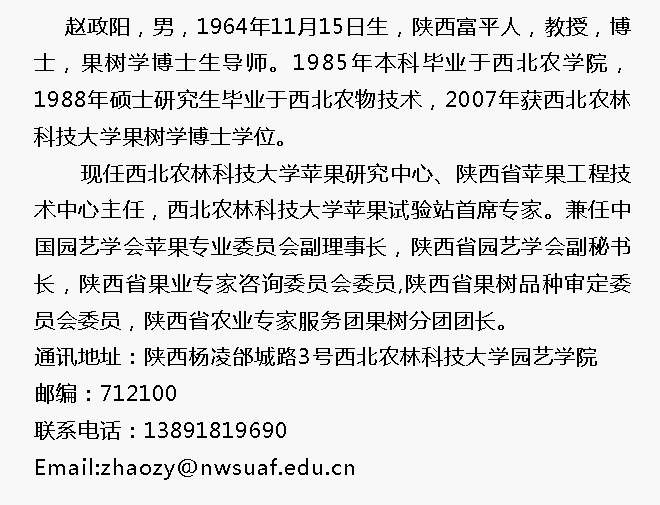 赵政阳，男，1964年11月15日生，陕西富平人，教授，博
士，果树学博士生导师。1985年本科毕业于西北农学院，
1988年硕士研究生毕业于西北农物技术，2007年获西北农林
科技大学果树学博士学位。
现任西北农林科技大学苹果研究中心、陕西省苹果工程技
术中心主任，西北农林科技大学苹果试验站首席专家。兼任中
国园艺学会苹果专业委员会副理事长，陕西省园艺学会副秘书
长，陕西省果业专家咨询委员会委员,陕西省果树品种审定委
员会委员，陕西省农业专家服务团果树分团团长。
通讯地址：陕西杨凌邰城路3号西北农林科技大学园艺学院
邮编：712100
联系电话：13891819690
Email:zhaozy@nwsuaf.edu.cn